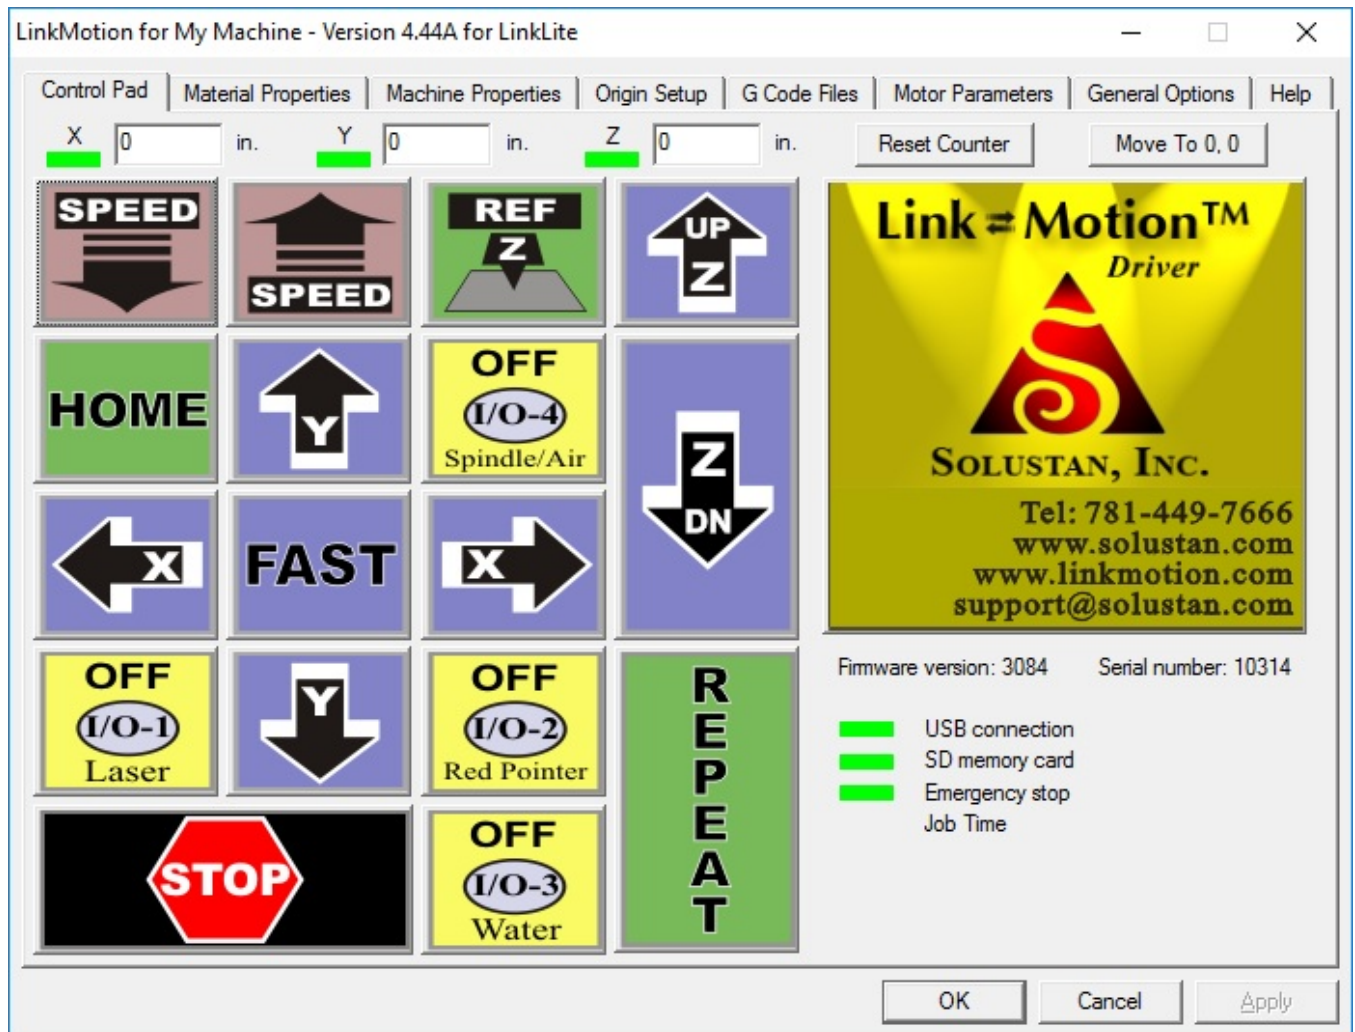 LinkMotion for My Machine - Version 4.44A for LinkLite
Control Pad Material Properties Machine Properties Origin Setup G Code Files Motor Parameters General Options Help
X 0 in. Y 0 in. Z 0 in. Reset Counter Move To 0, 0
SPEED
SPEED
REF
Z
UP
Z
HOME
Y
OFF
I/O-4
Spindle/Air
Z
DN
X
FAST
X
OFF
I/O-1
Laser
Y
OFF
I/O-2
Red Pointer
REPEAT
STOP
OFF
I/O-3
Water
Link Motion™
Driver
S
SOLUSTAN, INC.
Tel: 781-449-7666
www.solustan.com
www.linkmotion.com
support@solustan.com
Firmware version: 3084 Serial number: 10314
USB connection
SD memory card
Emergency stop
Job Time
OK Cancel Apply